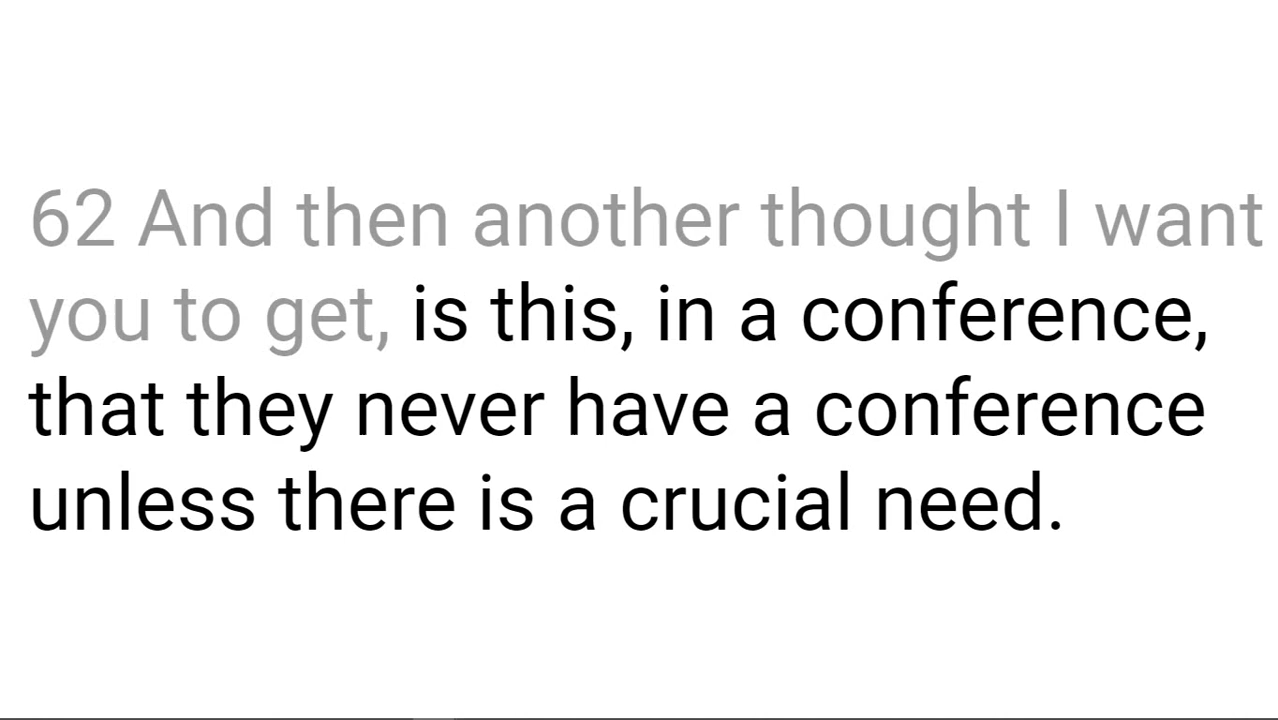 62 And then another thought I want
you to get, is this, in a conference,
that they never have a conference
unless there is a crucial need.